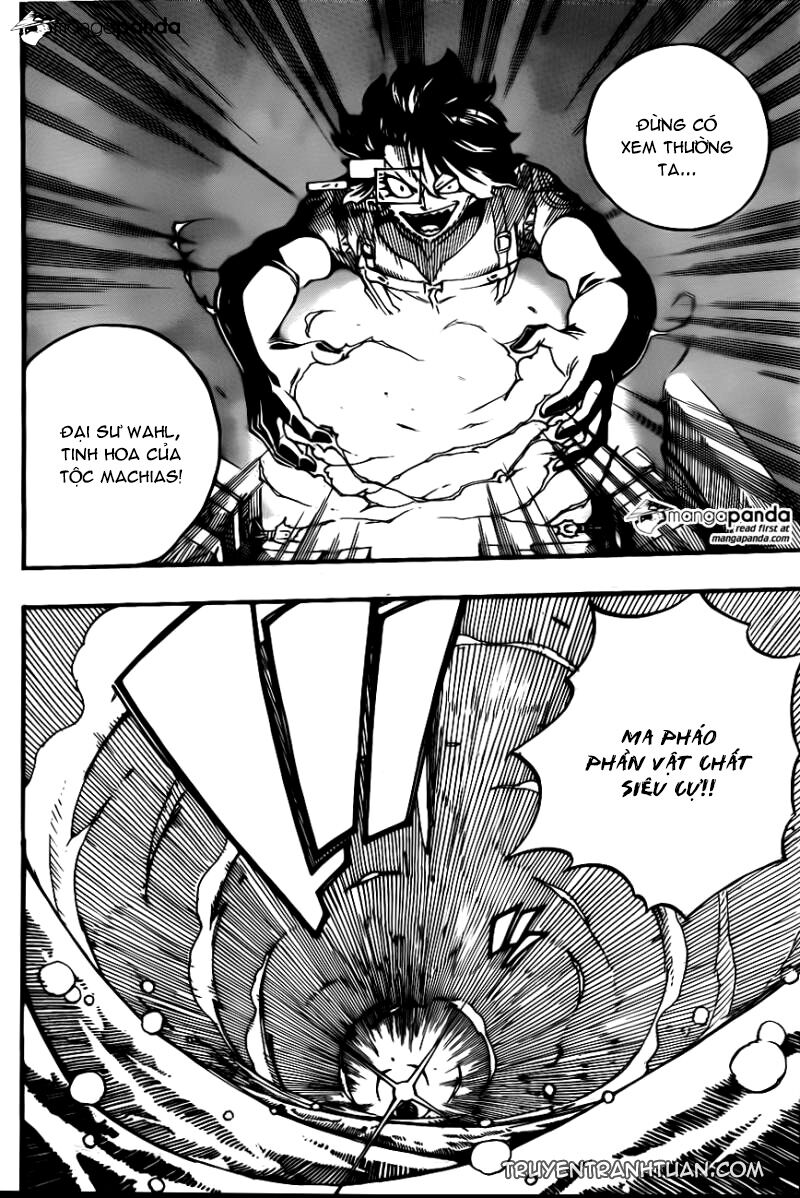 mangapanda
ĐỪNG CÓ
XEM THƯỜNG
TA...
ĐẠI SƯ WAHL,
TINH HOA CỦA
TỘC MACHIAS!
mangapanda
read first at
mangapanda.com
MA PHÁO
PHẢN VẬT CHẤT
SIÊU CỰ!!
TRUYENTRANHTUAN.COM